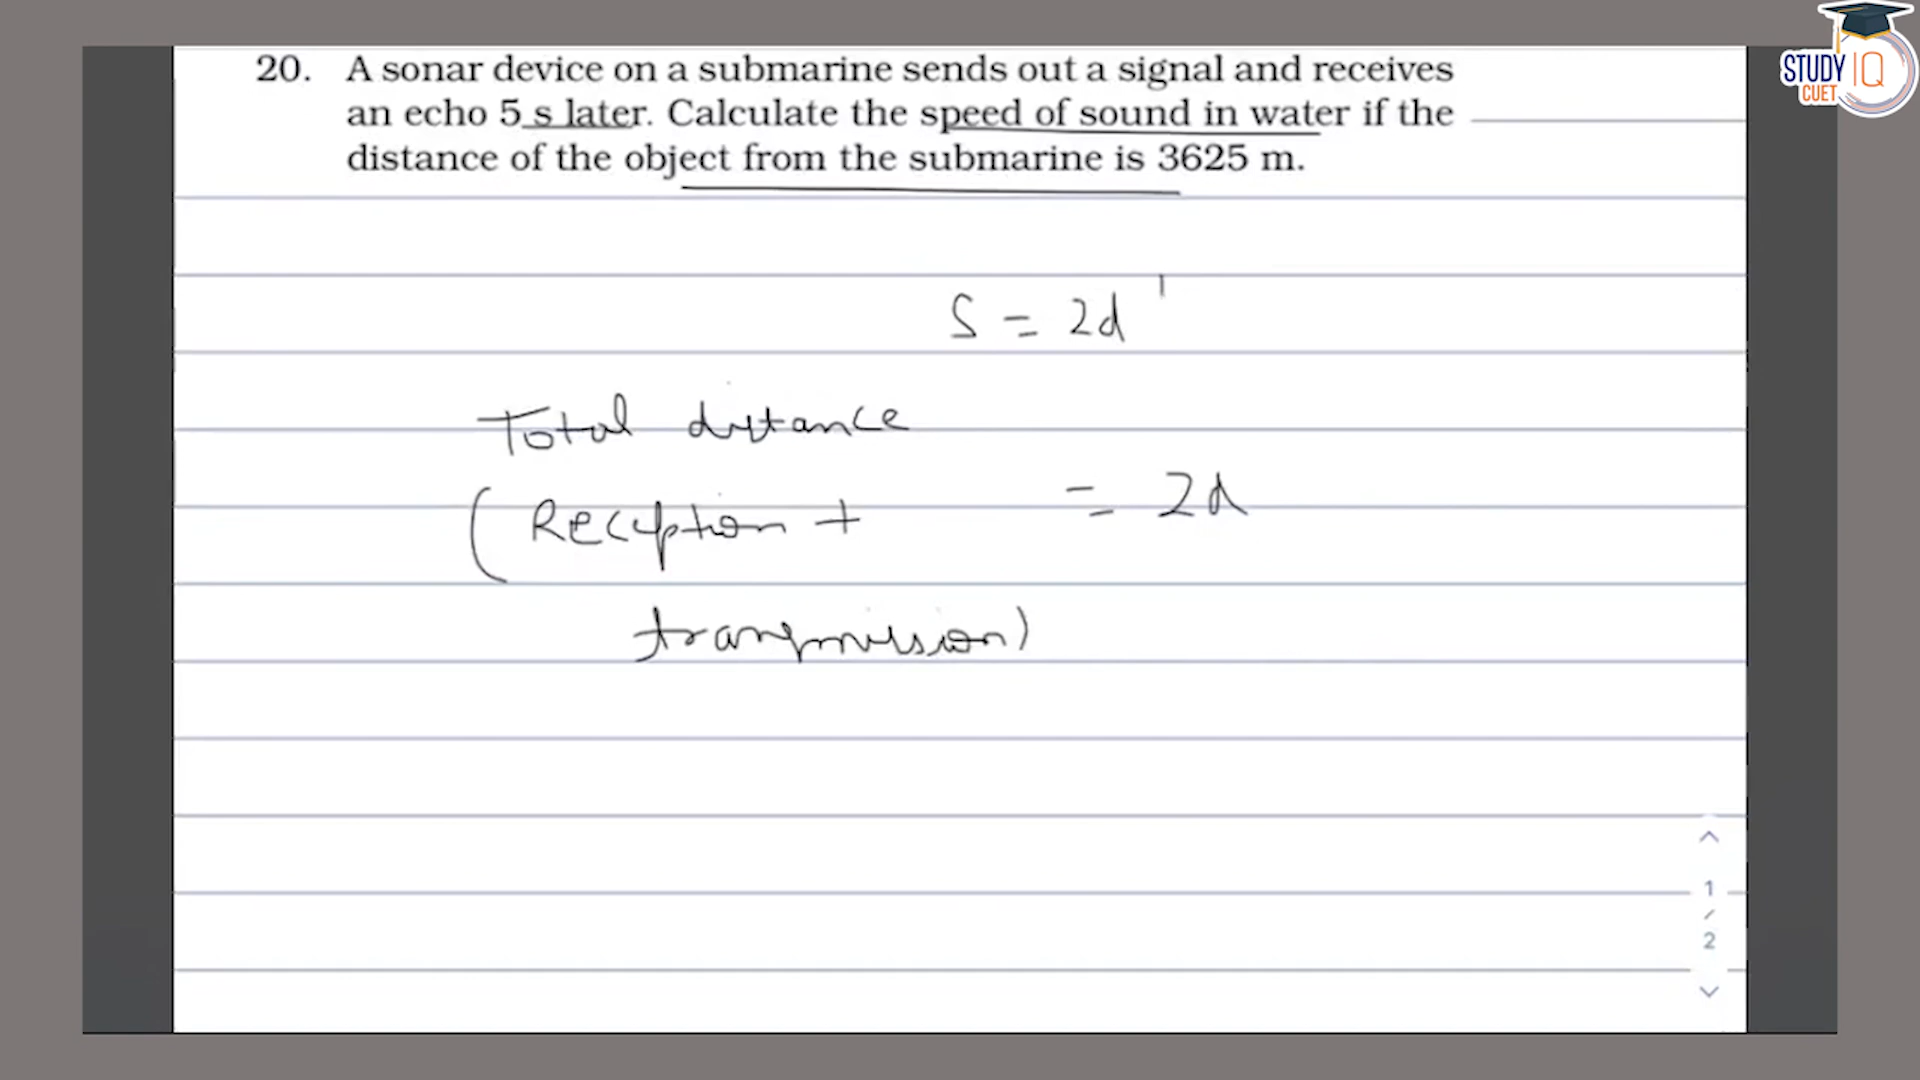 STUDY IQ
CUET
20. A sonar device on a submarine sends out a signal and receives
an echo 5 s later. Calculate the speed of sound in water if the
distance of the object from the submarine is 3625 m.
S = 2d
Total distance
(Reception + = 2d
transmission)
1
/
2